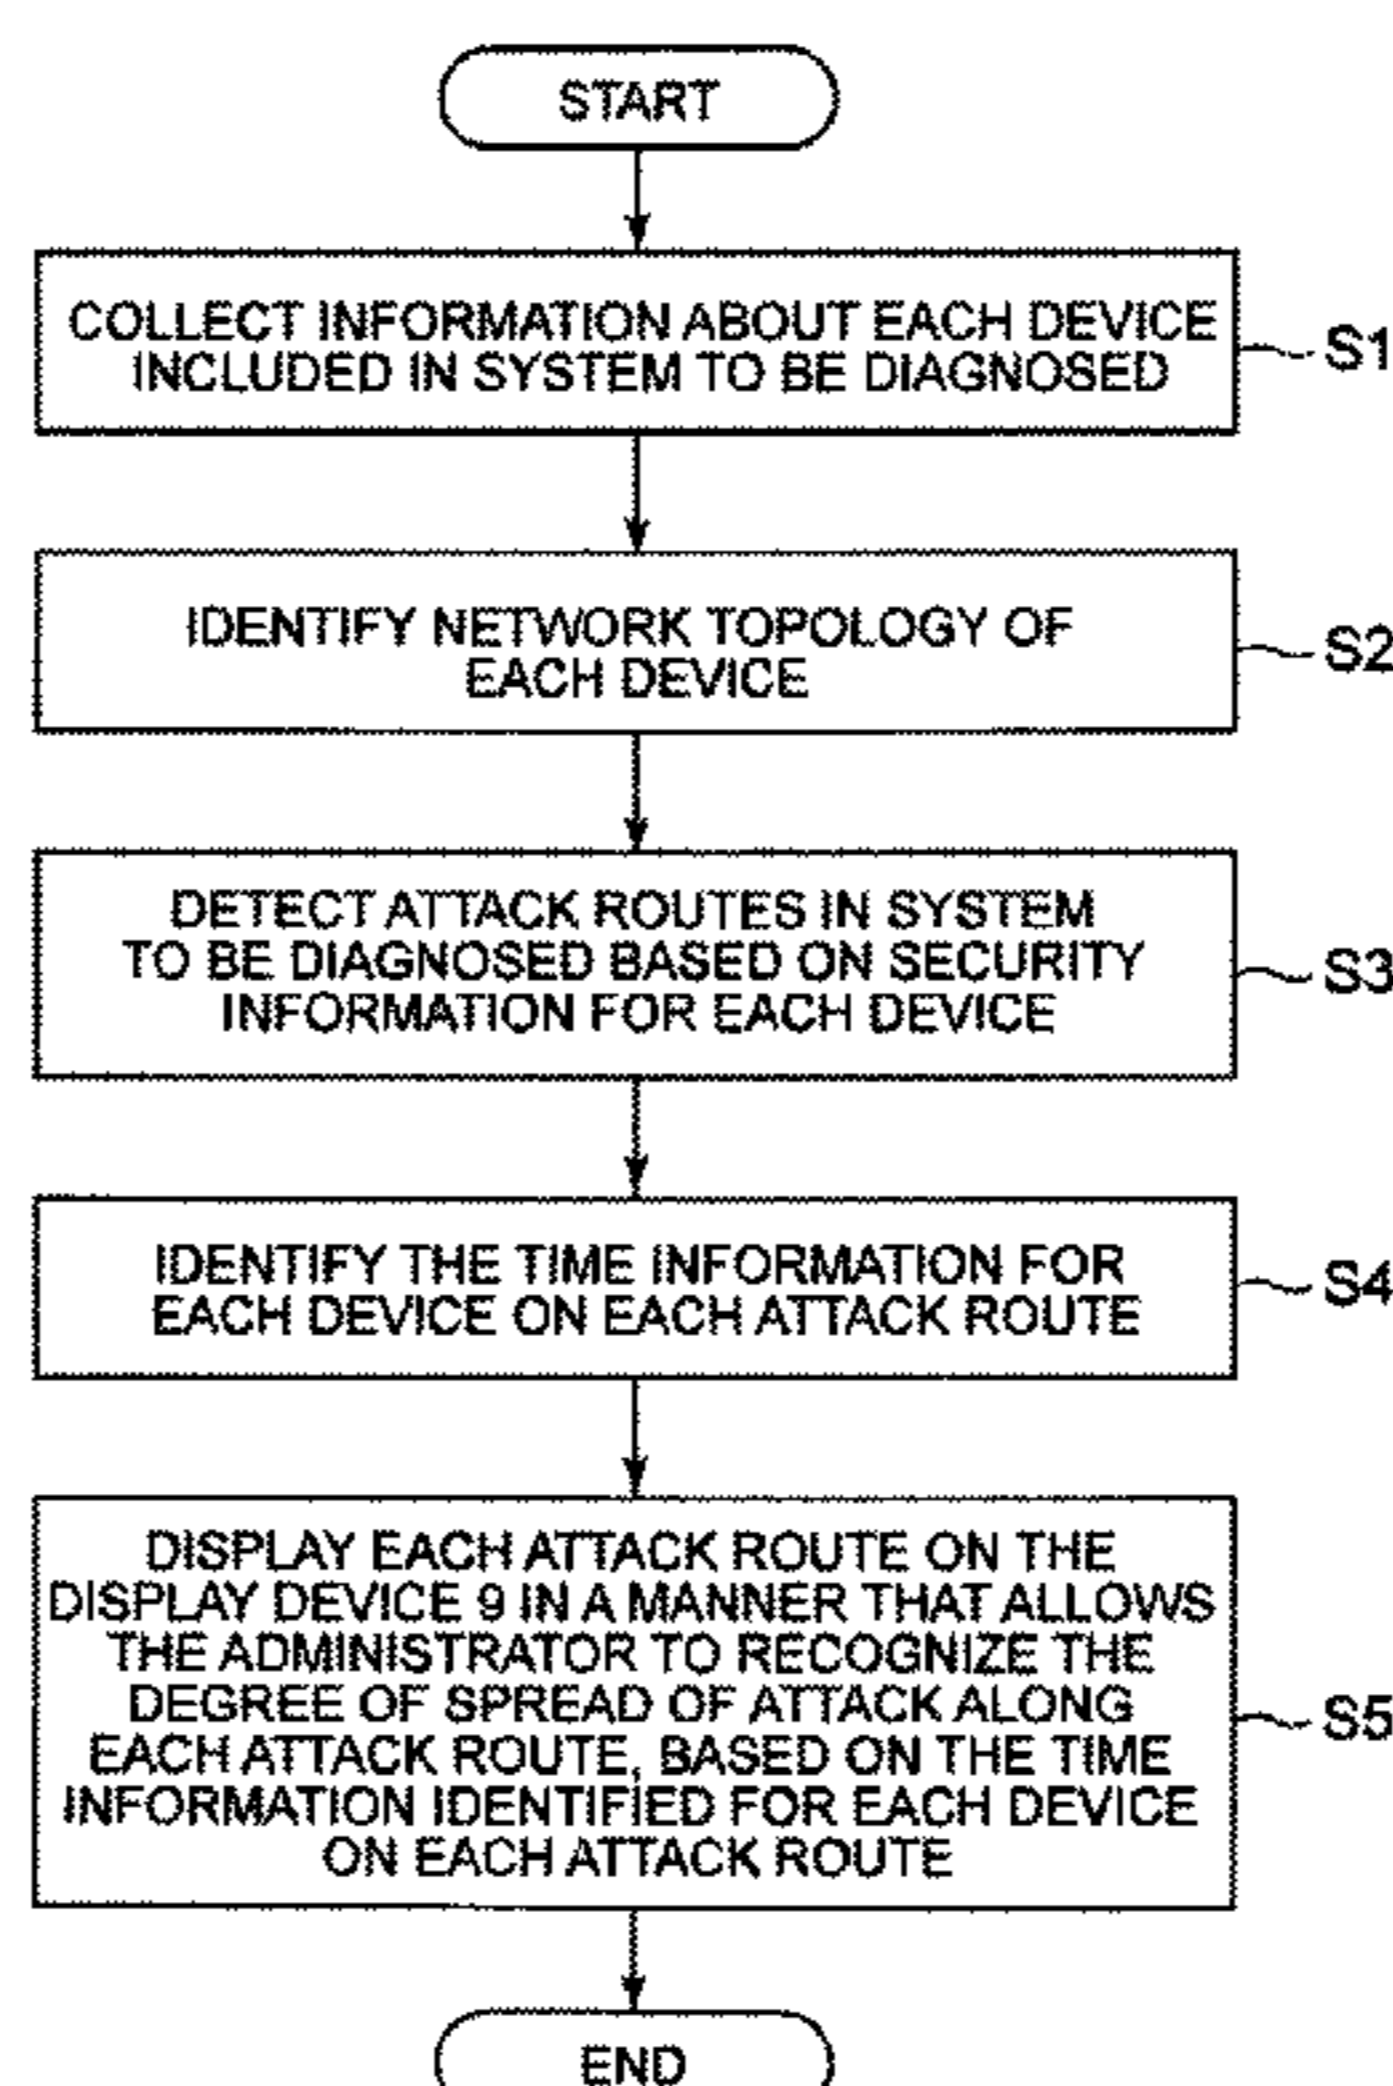 START
COLLECT INFORMATION ABOUT EACH DEVICE
INCLUDED IN SYSTEM TO BE DIAGNOSED
S1
IDENTIFY NETWORK TOPOLOGY OF
EACH DEVICE
S2
DETECT ATTACK ROUTES IN SYSTEM
TO BE DIAGNOSED BASED ON SECURITY
INFORMATION FOR EACH DEVICE
S3
IDENTIFY THE TIME INFORMATION FOR
EACH DEVICE ON EACH ATTACK ROUTE
S4
DISPLAY EACH ATTACK ROUTE ON THE
DISPLAY DEVICE 9 IN A MANNER THAT ALLOWS
THE ADMINISTRATOR TO RECOGNIZE THE
DEGREE OF SPREAD OF ATTACK ALONG
EACH ATTACK ROUTE, BASED ON THE TIME
INFORMATION IDENTIFIED FOR EACH DEVICE
ON EACH ATTACK ROUTE
S5
END